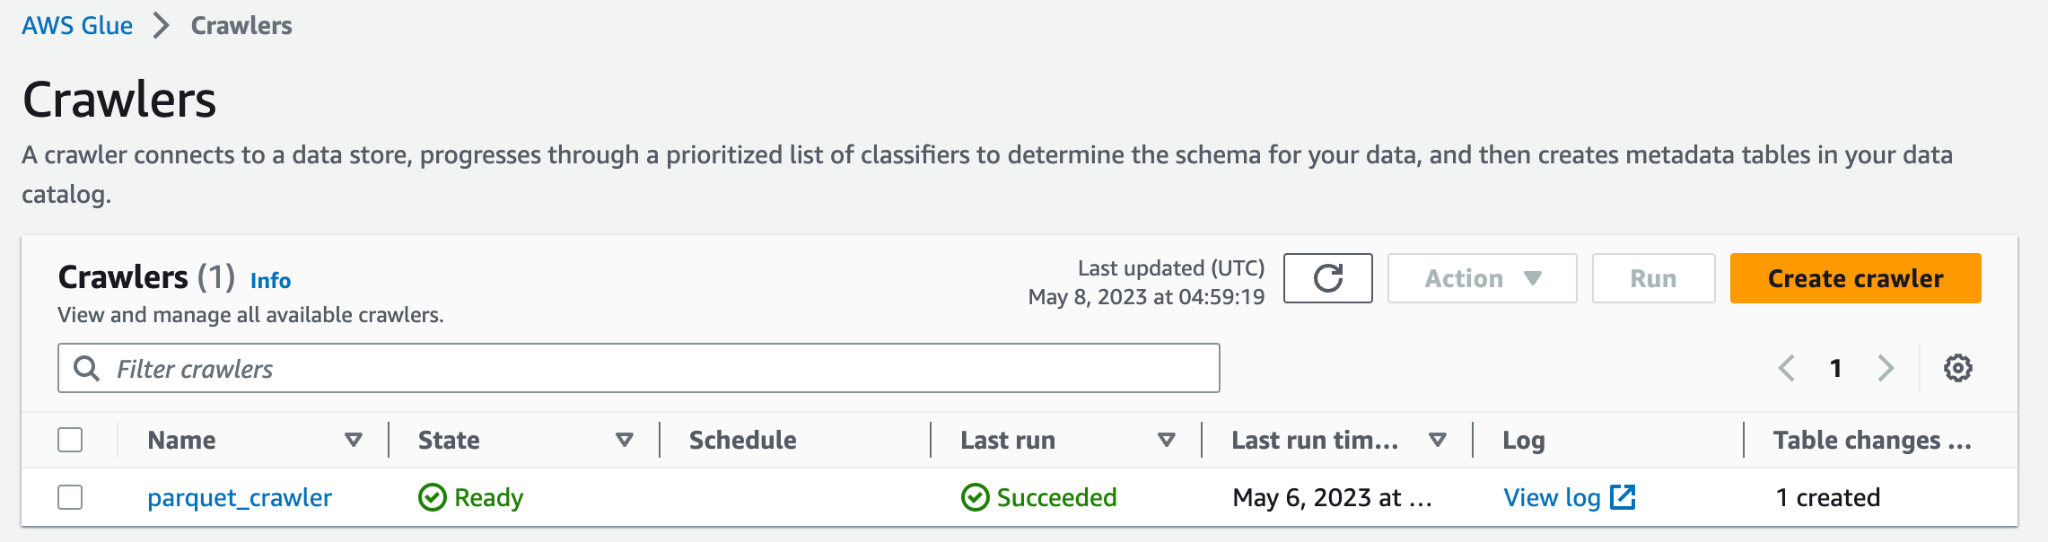 AWS Glue > Crawlers
Crawlers
A crawler connects to a data store, progresses through a prioritized list of classifiers to determine the schema for your data, and then creates metadata tables in your data
catalog.
Crawlers (1) Info
View and manage all available crawlers.
Last updated (UTC)
May 8, 2023 at 04:59:19
Action
Run
Create crawler
Filter crawlers
1
Name State Schedule Last run Last run tim... Log Table changes ...
parquet_crawler Ready Succeeded May 6, 2023 at ... View log 1 created